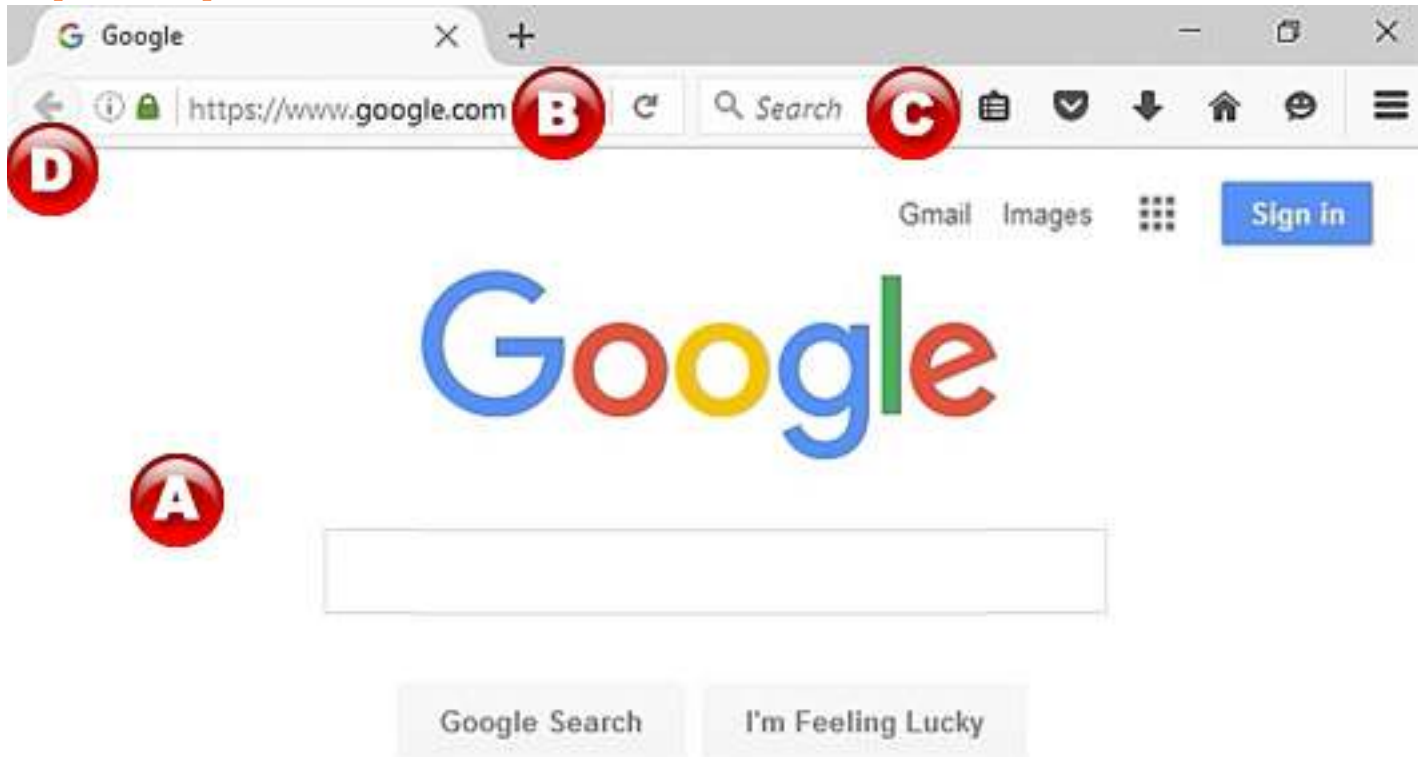 Google
https://www.google.com B Search C
D
Gmail Images Sign in
Google
A
Google Search I'm Feeling Lucky